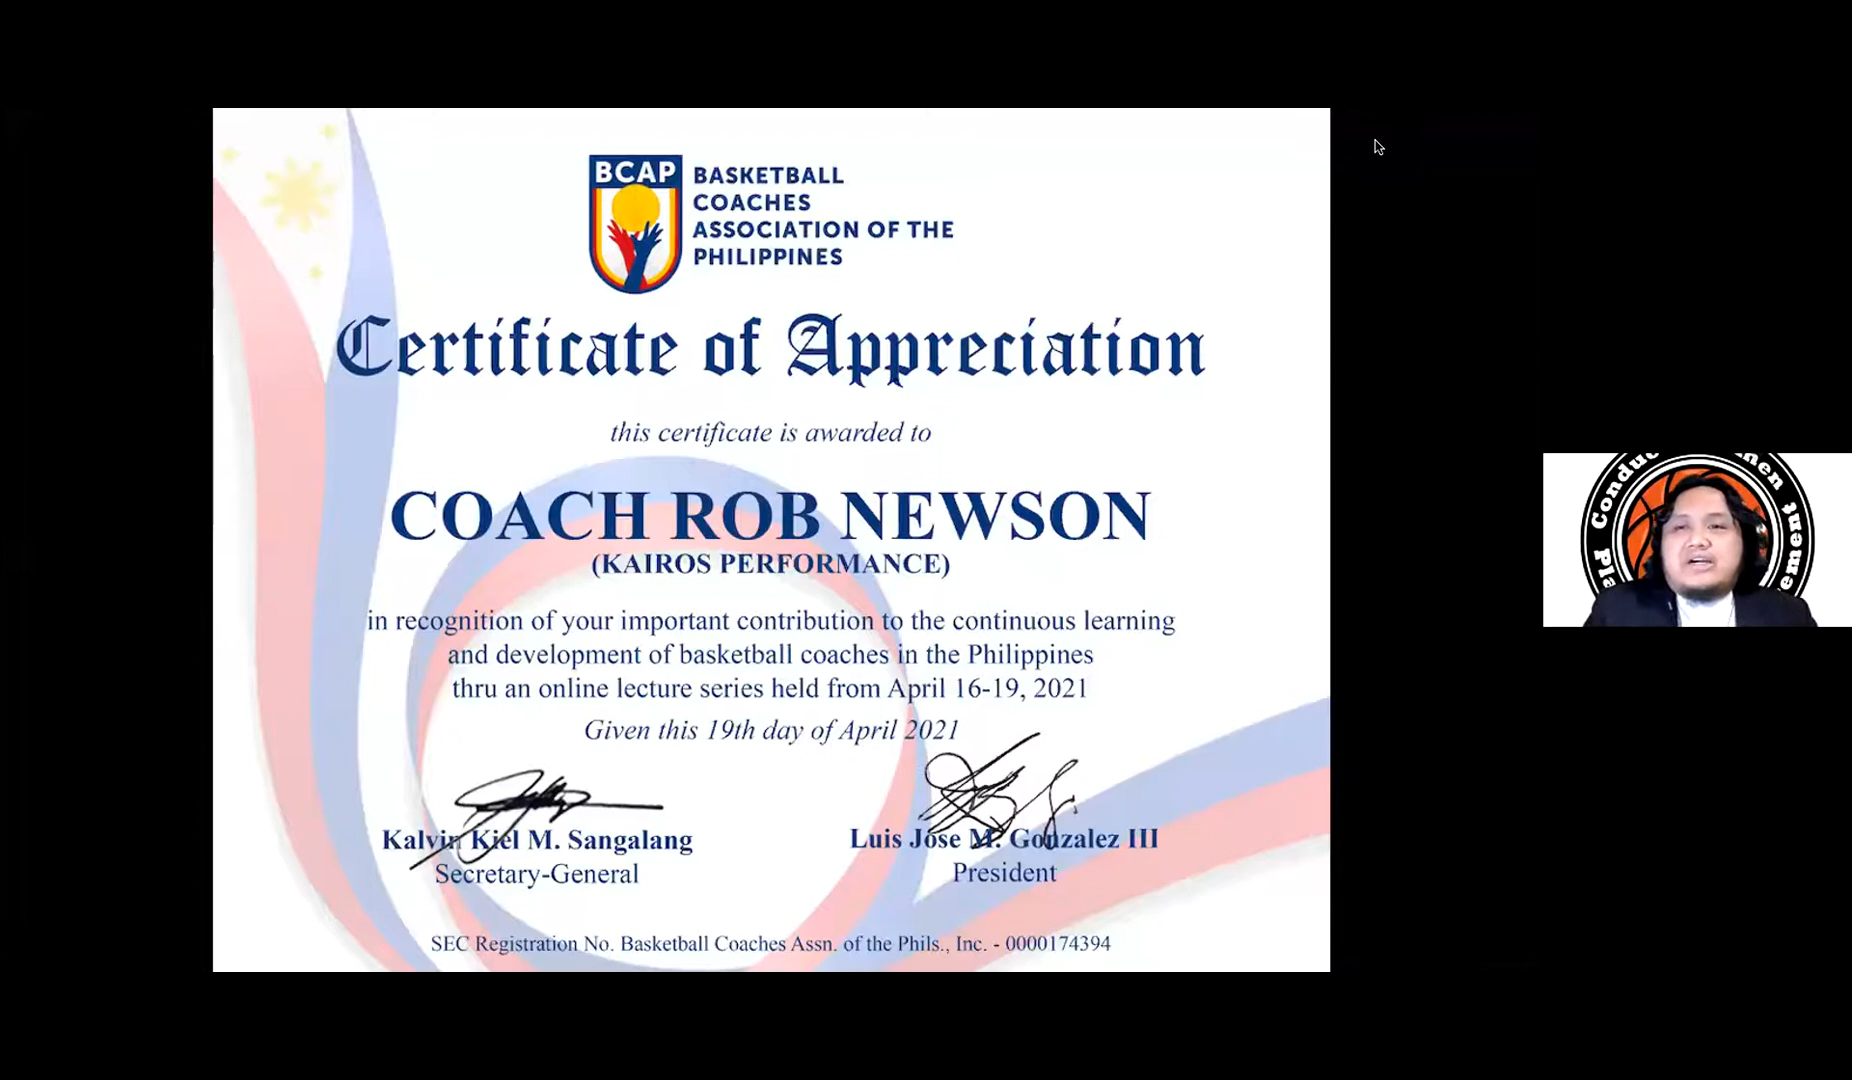 BCAP
BASKETBALL
COACHES
ASSOCIATION OF THE
PHILIPPINES
Certificate of Appreciation
this certificate is awarded to
COACH ROB NEWSON
(KAIROS PERFORMANCE)
in recognition of your important contribution to the continuous learning
and development of basketball coaches in the Philippines
thru an online lecture series held from April 16-19, 2021
Given this 19th day of April 2021
Kalvin Kiel M. Sangalang
Secretary-General
Luis Jose M. Gonzalez III
President
SEC Registration No. Basketball Coaches Assn. of the Phils., Inc. - 0000174394